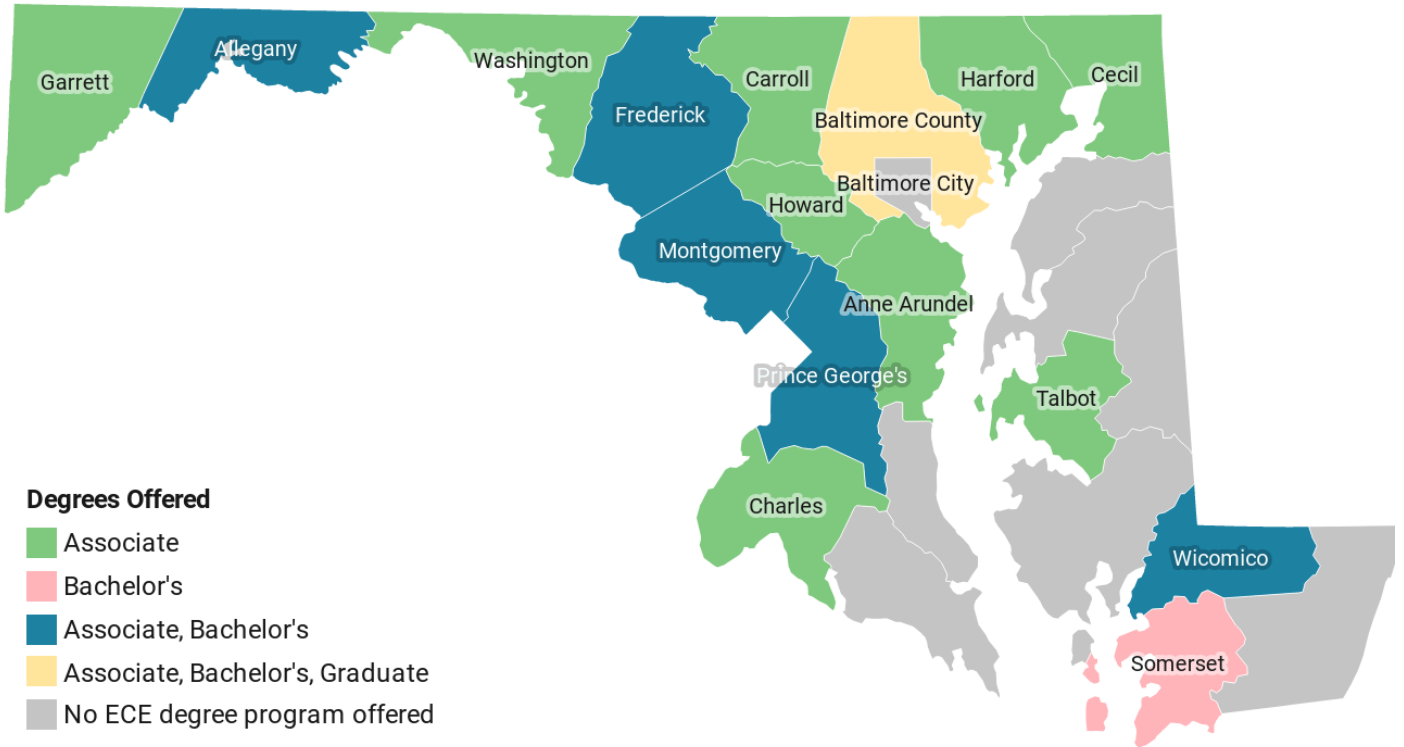 Allegany
Washington
Garrett
Carroll
Harford
Cecil
Frederick
Baltimore County
Baltimore City
Howard
Montgomery
Anne Arundel
Prince George's
Talbot
Charles
Wicomico
Somerset
Degrees Offered
Associate
Bachelor's
Associate, Bachelor's
Associate, Bachelor's, Graduate
No ECE degree program offered